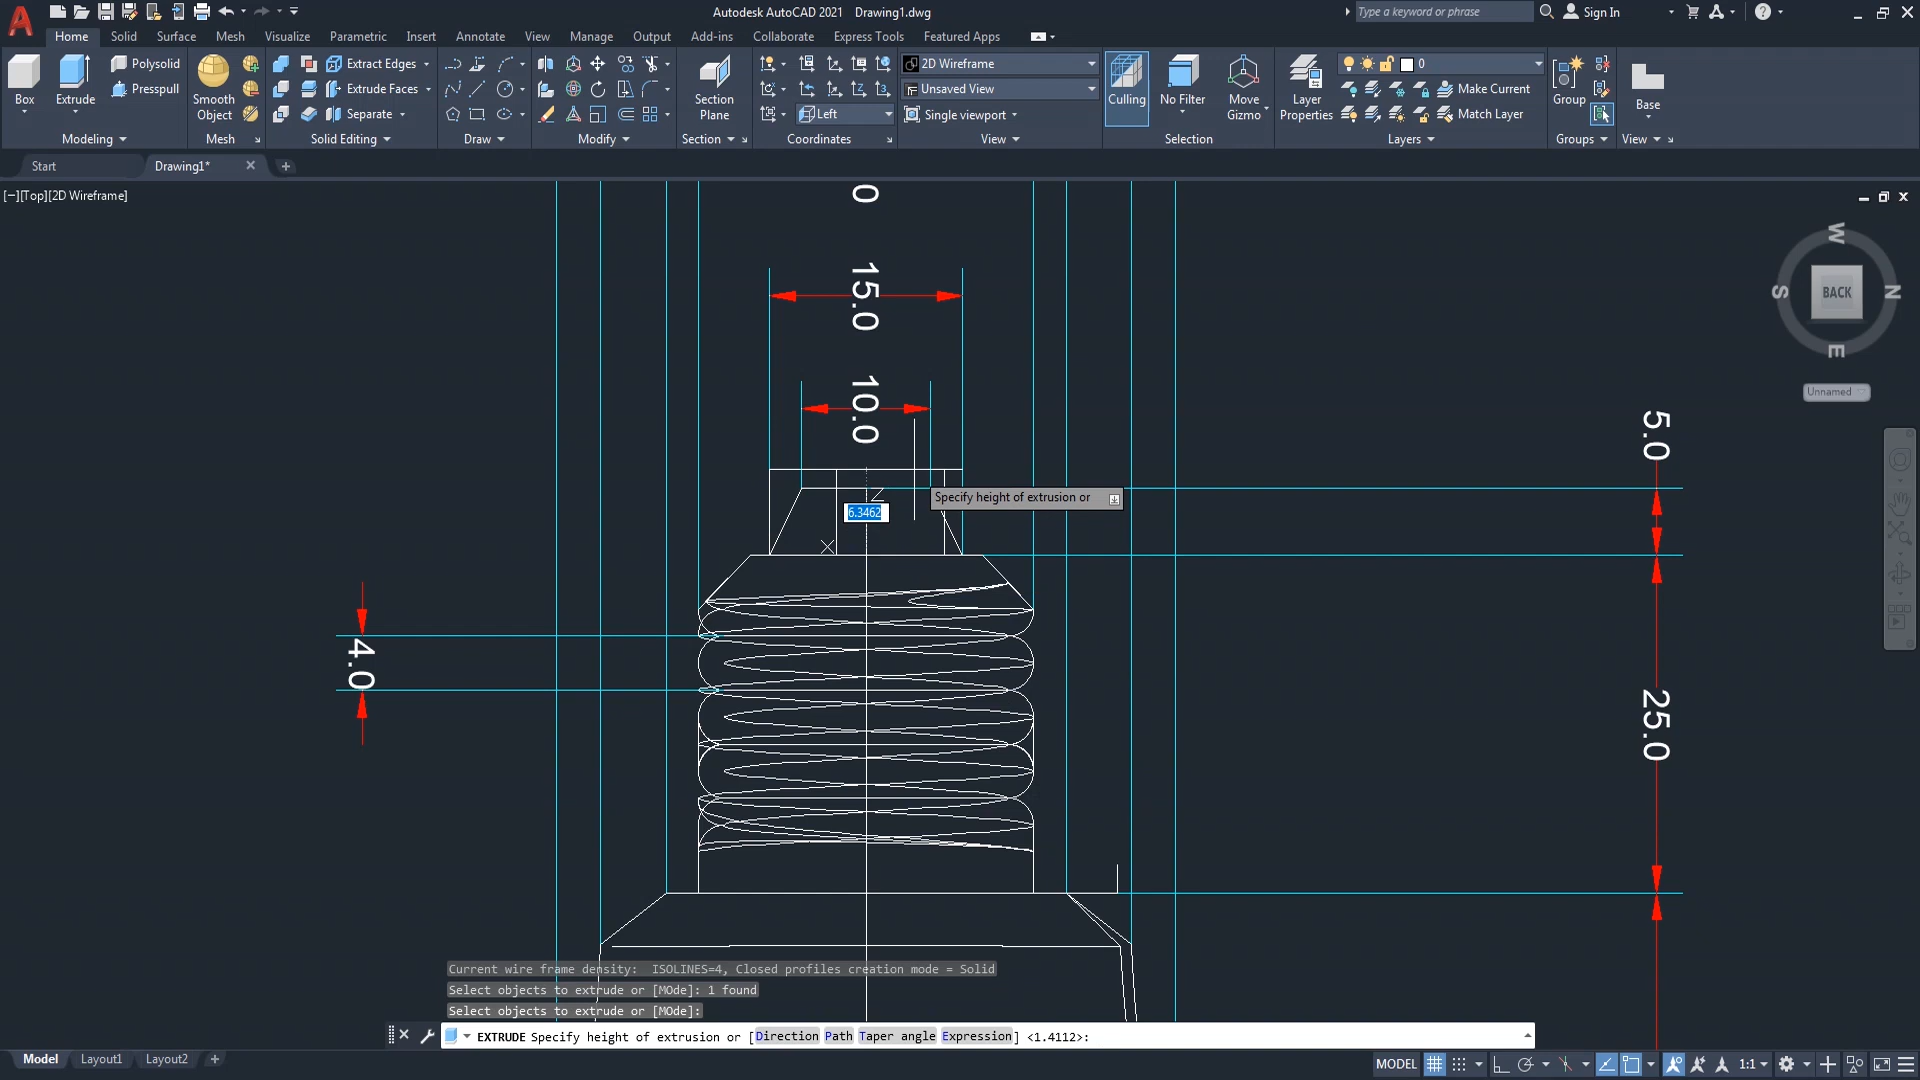 Autodesk AutoCAD 2021 Drawing1.dwg
Type a keyword or phrase
Sign In
Home Solid Surface Mesh Visualize Parametric Insert Annotate View Manage Output Add-ins Collaborate Express Tools Featured Apps
Box
Extrude
Polysolid
Presspull
Modeling
Smooth Object
Mesh
Extract Edges
Extrude Faces
Separate
Solid Editing
Draw
Modify
Section Plane
Section
Left
Coordinates
2D Wireframe
Unsaved View
Single viewport
View
Culling
No Filter
Move Gizmo
Selection
Layer Properties
0
Make Current
Match Layer
Layers
Group
Groups
Base
View
Start
Drawing1*
[−][Top][2D Wireframe]
0
15.0
10.0
5.0
4.0
25.0
W
S
BACK
N
E
Unnamed
Specify height of extrusion or
6.3462
Z
X
Current wire frame density: ISOLINES=4, Closed profiles creation mode = Solid
Select objects to extrude or [MOde]: 1 found
Select objects to extrude or [MOde]:
EXTRUDE Specify height of extrusion or [Direction Path Taper angle Expression] <1.4112>:
Model Layout1 Layout2
MODEL
1:1